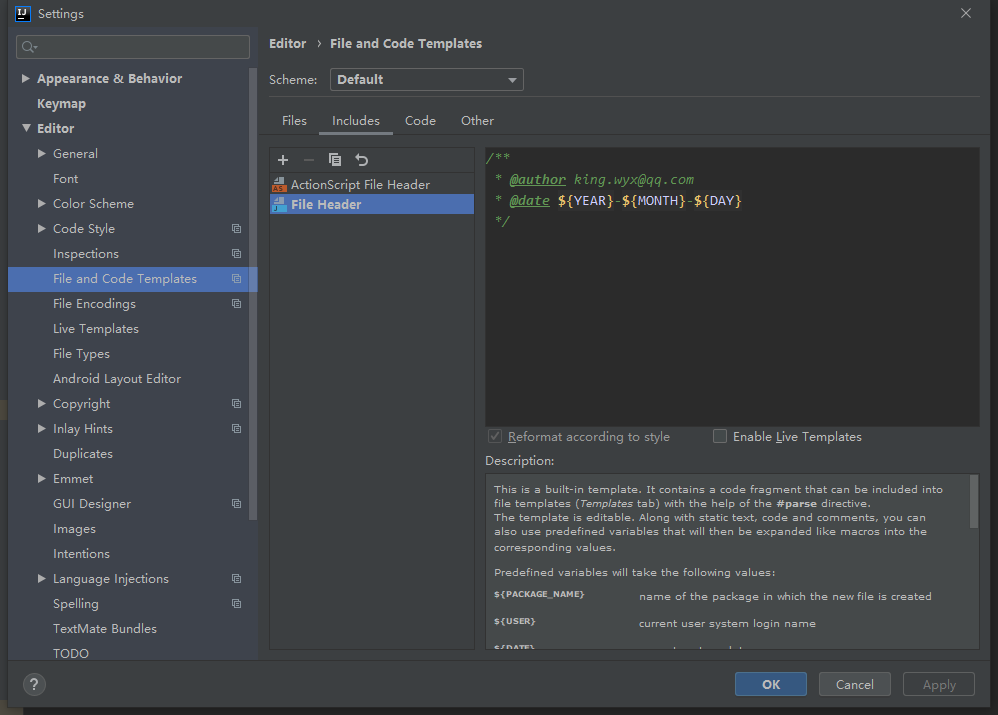 Settings
Appearance & Behavior
Keymap
Editor
General
Font
Color Scheme
Code Style
Inspections
File and Code Templates
File Encodings
Live Templates
File Types
Android Layout Editor
Copyright
Inlay Hints
Duplicates
Emmet
GUI Designer
Images
Intentions
Language Injections
Spelling
TextMate Bundles
TODO
Editor › File and Code Templates
Scheme: Default
Files Includes Code Other
ActionScript File Header
File Header
/**
* @author king.wyx@qq.com
* @date ${YEAR}-${MONTH}-${DAY}
*/
Reformat according to style Enable Live Templates
Description:
This is a built-in template. It contains a code fragment that can be included into
file templates (Templates tab) with the help of the #parse directive.
The template is editable. Along with static text, code and comments, you can
also use predefined variables that will then be expanded like macros into the
corresponding values.
Predefined variables will take the following values:
${PACKAGE_NAME} name of the package in which the new file is created
${USER} current user system login name
${DATE}
? OK Cancel Apply